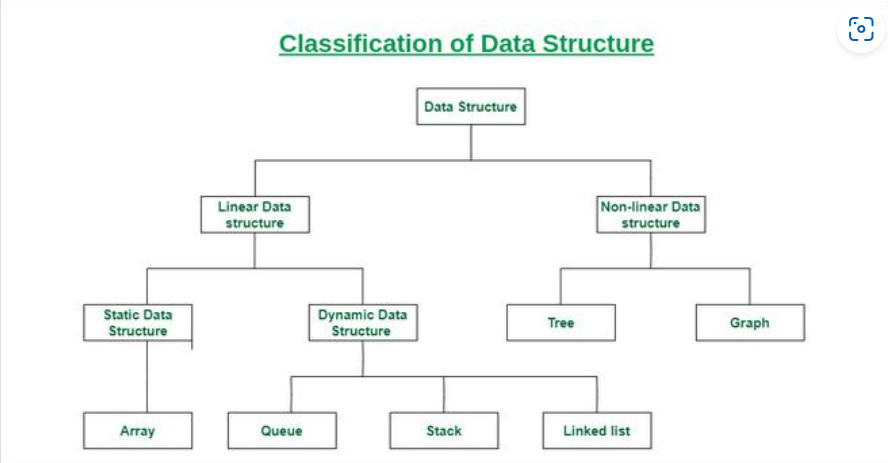 Classification of Data Structure
Data Structure
Linear Data
structure
Non-linear Data
structure
Static Data
Structure
Dynamic Data
Structure
Tree
Graph
Array
Queue
Stack
Linked list